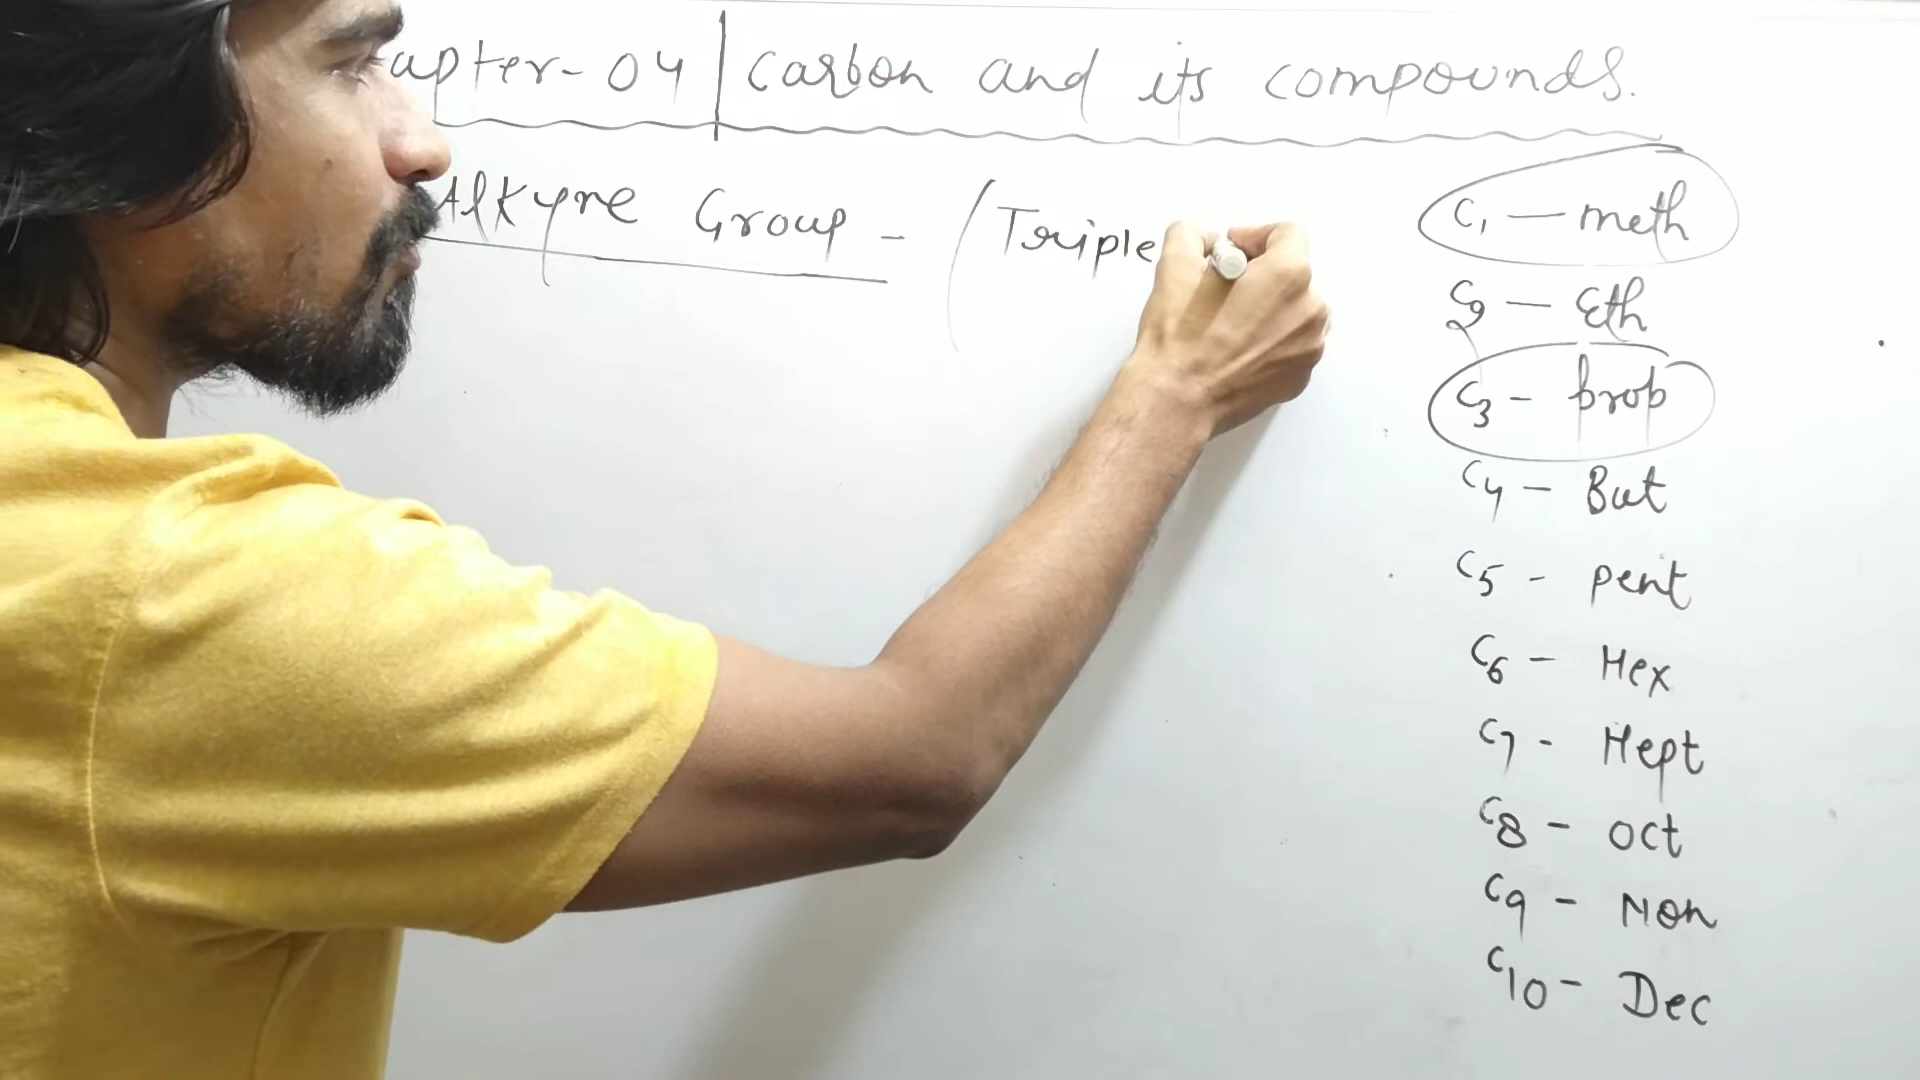 apter-04 | Carbon and its compounds.
Alkyne Group - (Triple
C1 — meth
C2 — Eth
C3 - prop
C4 - But
C5 - pent
C6 - Hex
C7 - Hept
C8 - oct
C9 - Non
C10 - Dec